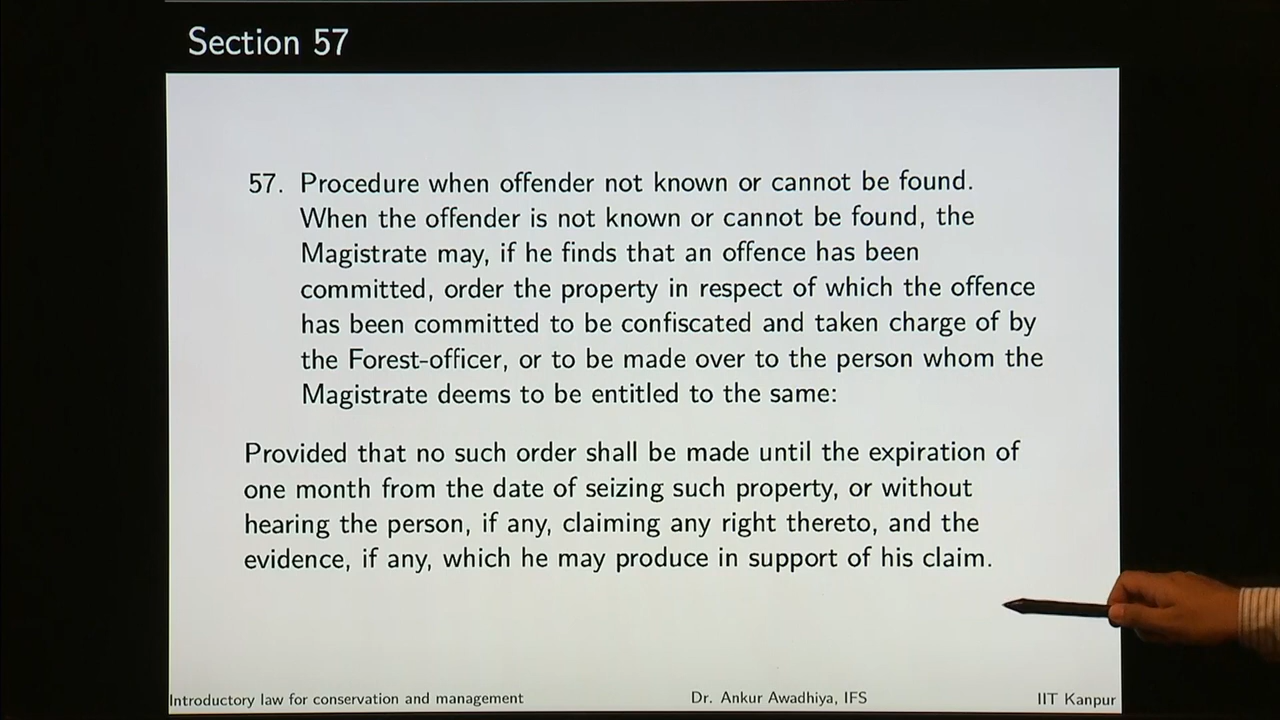 Section 57
57. Procedure when offender not known or cannot be found.
When the offender is not known or cannot be found, the
Magistrate may, if he finds that an offence has been
committed, order the property in respect of which the offence
has been committed to be confiscated and taken charge of by
the Forest-officer, or to be made over to the person whom the
Magistrate deems to be entitled to the same:
Provided that no such order shall be made until the expiration of
one month from the date of seizing such property, or without
hearing the person, if any, claiming any right thereto, and the
evidence, if any, which he may produce in support of his claim.
Introductory law for conservation and management Dr. Ankur Awadhiya, IFS IIT Kanpur